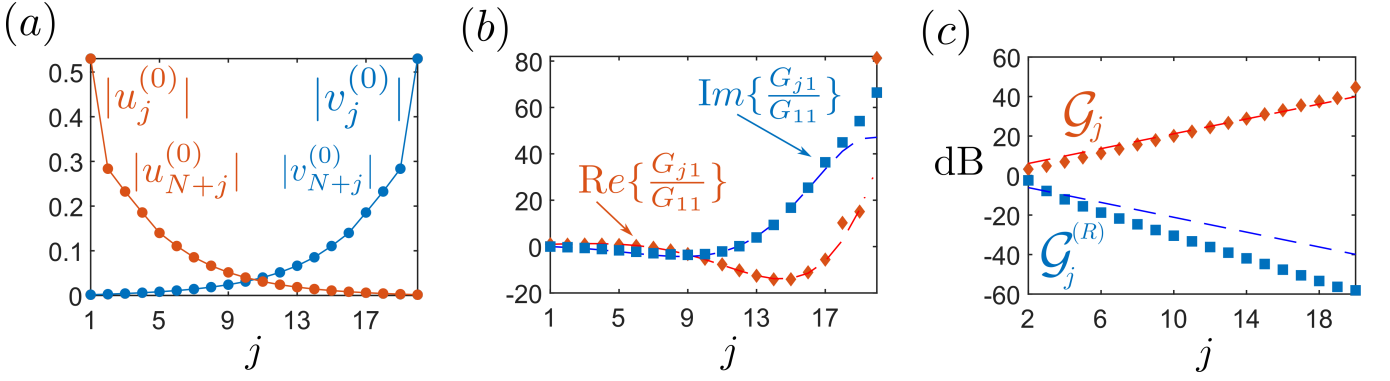 (a)
0.5
0.4
0.3
0.2
0.1
0
1 5 9 13 17
j
|u_j^{(0)}|
|u_{N+j}^{(0)}|
|v_j^{(0)}|
|v_{N+j}^{(0)}|
(b)
80
60
40
20
0
-20
1 5 9 13 17
j
Im{\frac{G_{j1}}{G_{11}}}
Re{\frac{G_{j1}}{G_{11}}}
(c)
dB
60
40
20
0
-20
-40
-60
2 6 10 14 18
j
𝒢_j
𝒢_j^{(R)}